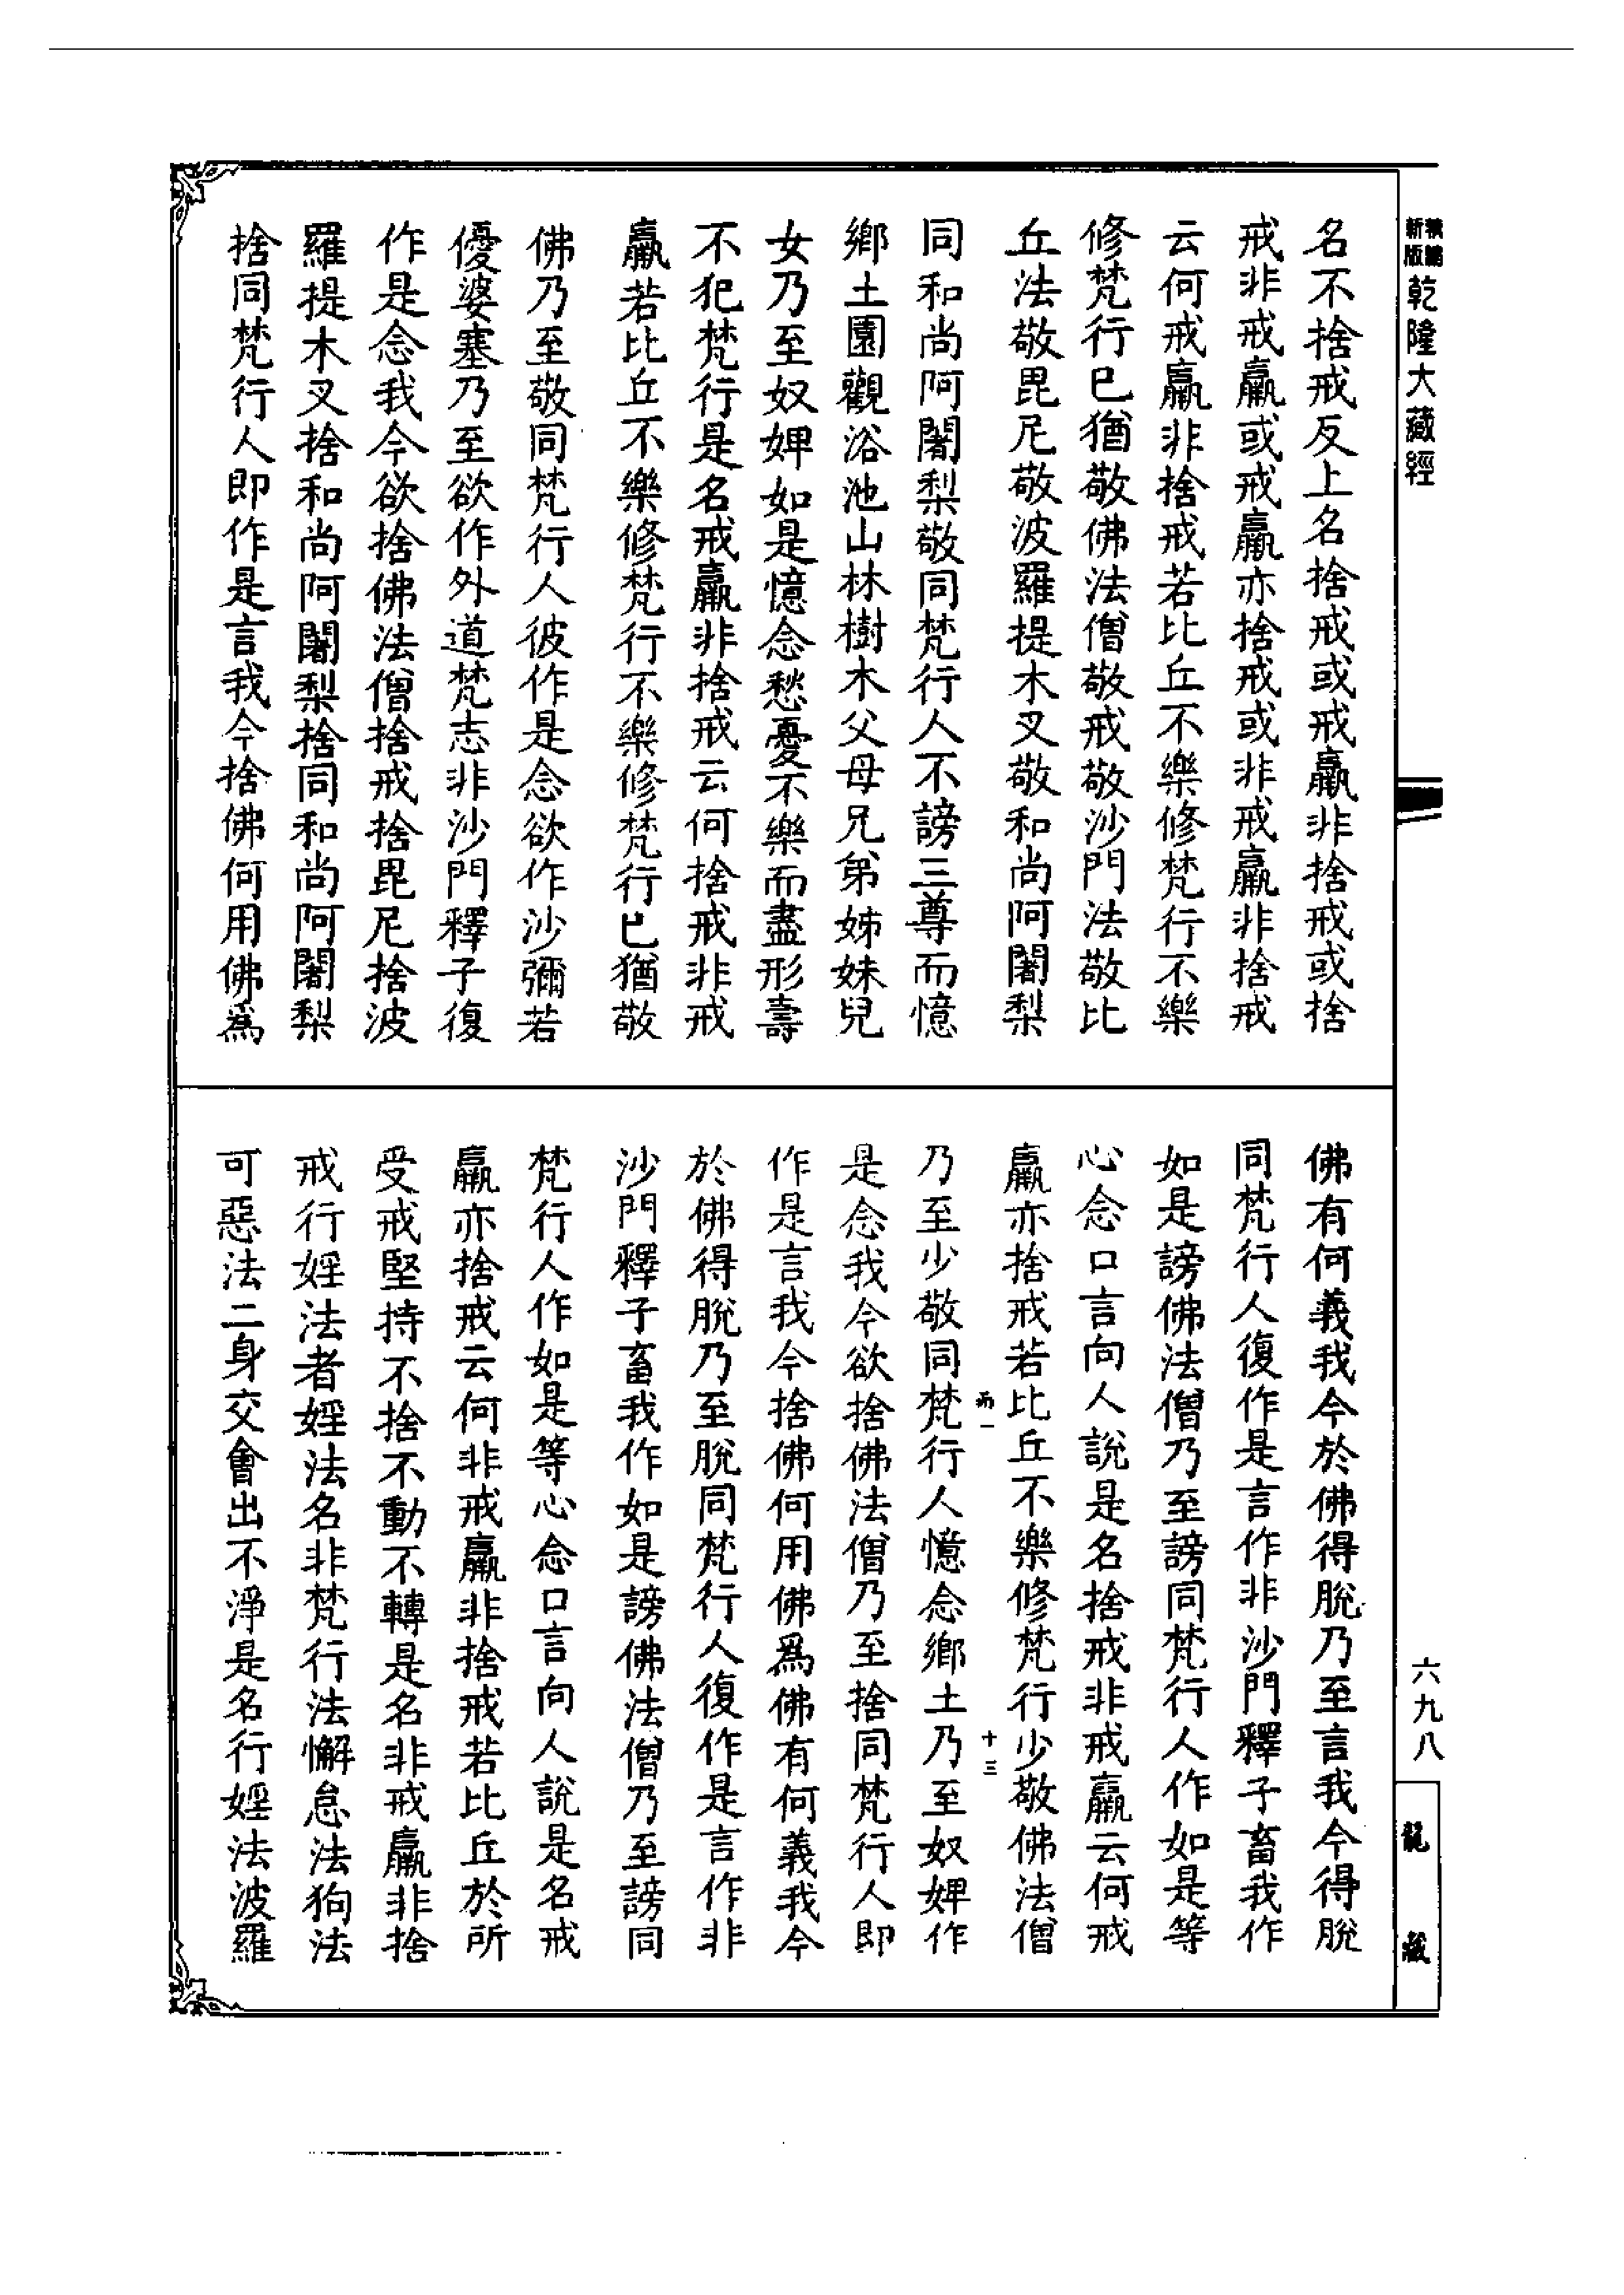 新版
乾隆大藏經
六九八
龍藏
名不捨戒反上名捨戒或戒羸非捨戒或捨
戒非戒羸或戒羸亦捨戒或非戒羸非捨戒
云何戒羸非捨戒若比丘不樂修梵行不樂
修梵行已猶敬佛法僧敬戒敬沙門法敬比
丘法敬毘尼敬波羅提木叉敬和尚阿闍梨
同和尚阿闍梨敬同梵行人不謗三尊而憶
鄉土園觀浴池山林樹木父母兄弟姊妹兒
女乃至奴婢如是憶念愁憂不樂而盡形壽
不犯梵行是名戒羸非捨戒云何捨戒非戒
羸若比丘不樂修梵行不樂修梵行已猶敬
佛乃至敬同梵行人彼作是念欲作沙彌若
優婆塞乃至欲作外道梵志非沙門釋子復
作是念我今欲捨佛法僧捨戒捨毘尼捨波
羅提木叉捨和尚阿闍梨捨同和尚阿闍梨
捨同梵行人即作是言我今捨佛何用佛為
佛有何義我今於佛得脫乃至言我今得脫
同梵行人復作是言作非沙門釋子畜我作
如是謗佛法僧乃至謗同梵行人作如是等
心念口言向人說是名捨戒非戒羸云何戒
羸亦捨戒若比丘不樂修梵行少敬佛法僧
十三
乃至少敬同梵行人憶念鄉土乃至奴婢作
是念我今欲捨佛法僧乃至捨同梵行人即
作是言我今捨佛何用佛為佛有何義我今
於佛得脫乃至脫同梵行人復作是言作非
沙門釋子畜我作如是謗佛法僧乃至謗同
梵行人作如是等心念口言向人說是名戒
羸亦捨戒云何非戒羸非捨戒若比丘於所
受戒堅持不捨不動不轉是名非戒羸非捨
戒行婬法者婬法名非梵行法懈怠法狗法
可惡法二身交會出不淨是名行婬法波羅